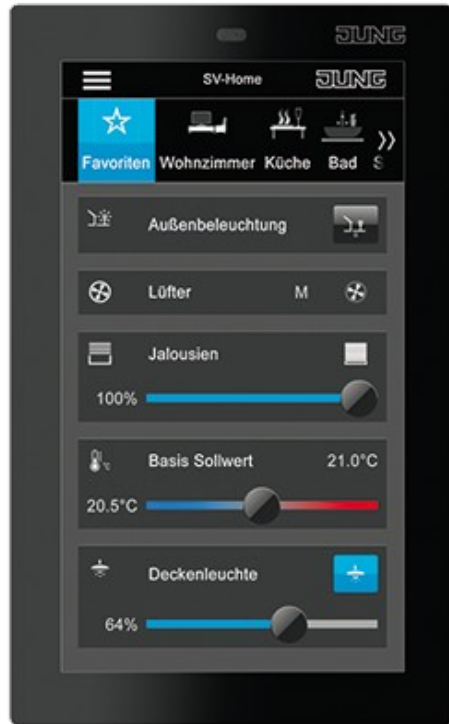 JUNG
SV-Home JUNG
Favoriten Wohnzimmer Küche Bad S
Außenbeleuchtung
Lüfter M
Jalousien
100%
Basis Sollwert 21.0°C
20.5°C
Deckenleuchte
64%